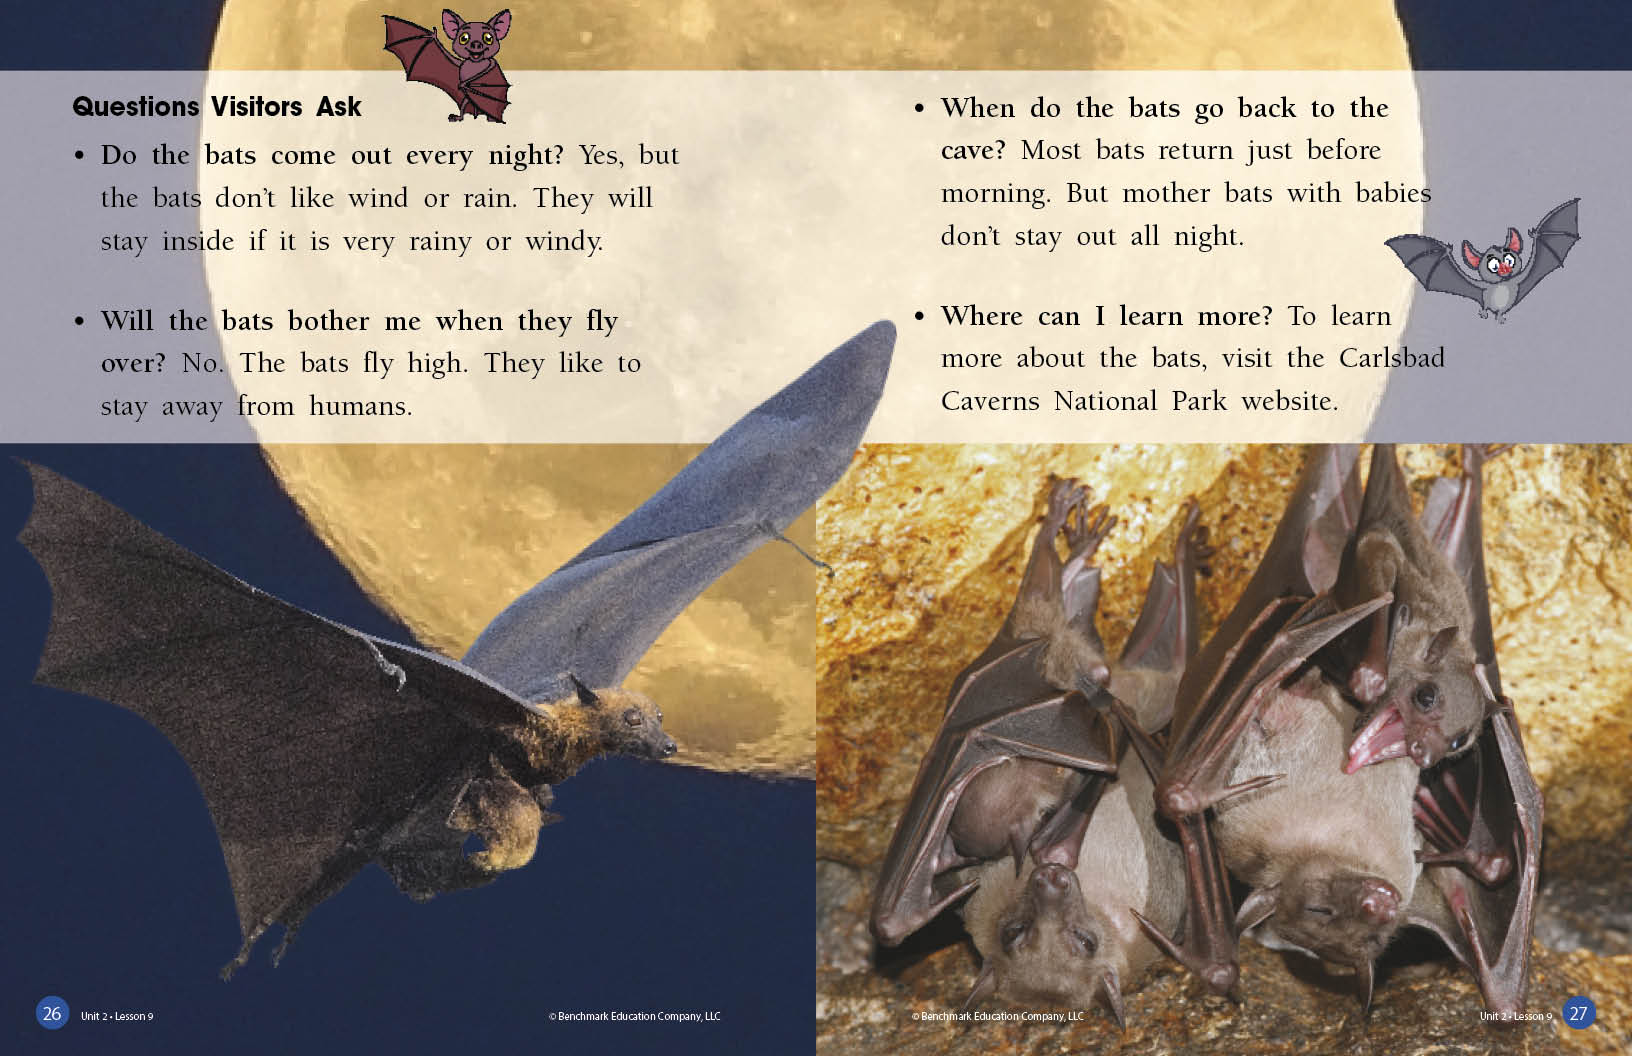 Questions Visitors Ask
• Do the bats come out every night? Yes, but
the bats don't like wind or rain. They will
stay inside if it is very rainy or windy.
• Will the bats bother me when they fly
over? No. The bats fly high. They like to
stay away from humans.
26 Unit 2 • Lesson 9
© Benchmark Education Company, LLC
• When do the bats go back to the
cave? Most bats return just before
morning. But mother bats with babies
don't stay out all night.
• Where can I learn more? To learn
more about the bats, visit the Carlsbad
Caverns National Park website.
© Benchmark Education Company, LLC
Unit 2 • Lesson 9 27